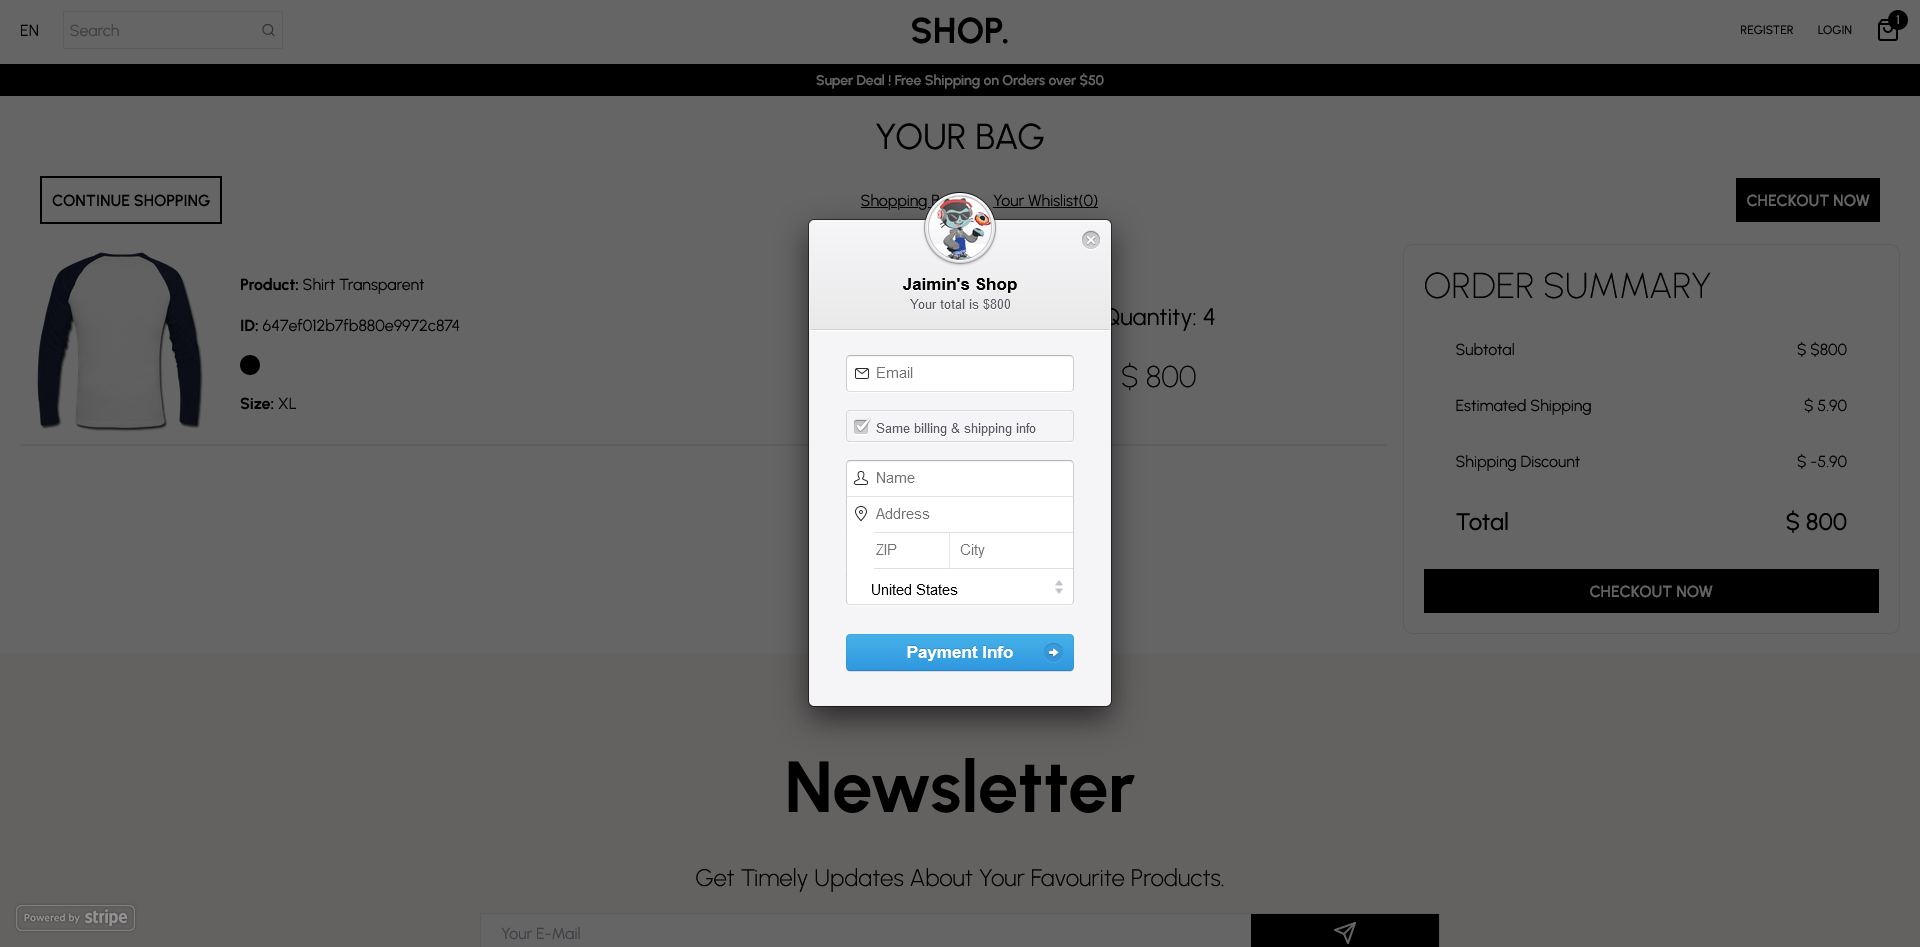 EN
Search
SHOP.
REGISTER
LOGIN
1
Super Deal ! Free Shipping on Orders over $50
YOUR BAG
CONTINUE SHOPPING
Shopping
Your Whislist(0)
CHECKOUT NOW
Product: Shirt Transparent
ID: 647ef012b7fb880e9972c874
Size: XL
Quantity: 4
$ 800
ORDER SUMMARY
Subtotal
$ $800
Estimated Shipping
$ 5.90
Shipping Discount
$ -5.90
Total
$ 800
CHECKOUT NOW
Jaimin's Shop
Your total is $800
Email
Same billing & shipping info
Name
Address
ZIP
City
United States
Payment Info
Newsletter
Get Timely Updates About Your Favourite Products.
Your E-Mail
Powered by stripe